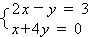 2x − y = 3
x+4y = 0